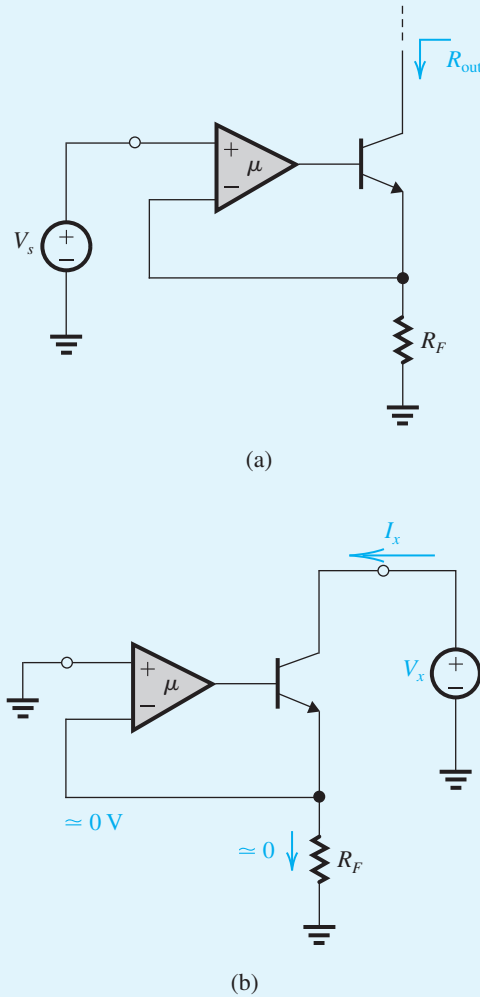 R_out
+
μ
−
V_s
+
−
R_F
(a)
I_x
+
μ
−
V_x
+
−
≃ 0 V
≃ 0
R_F
(b)